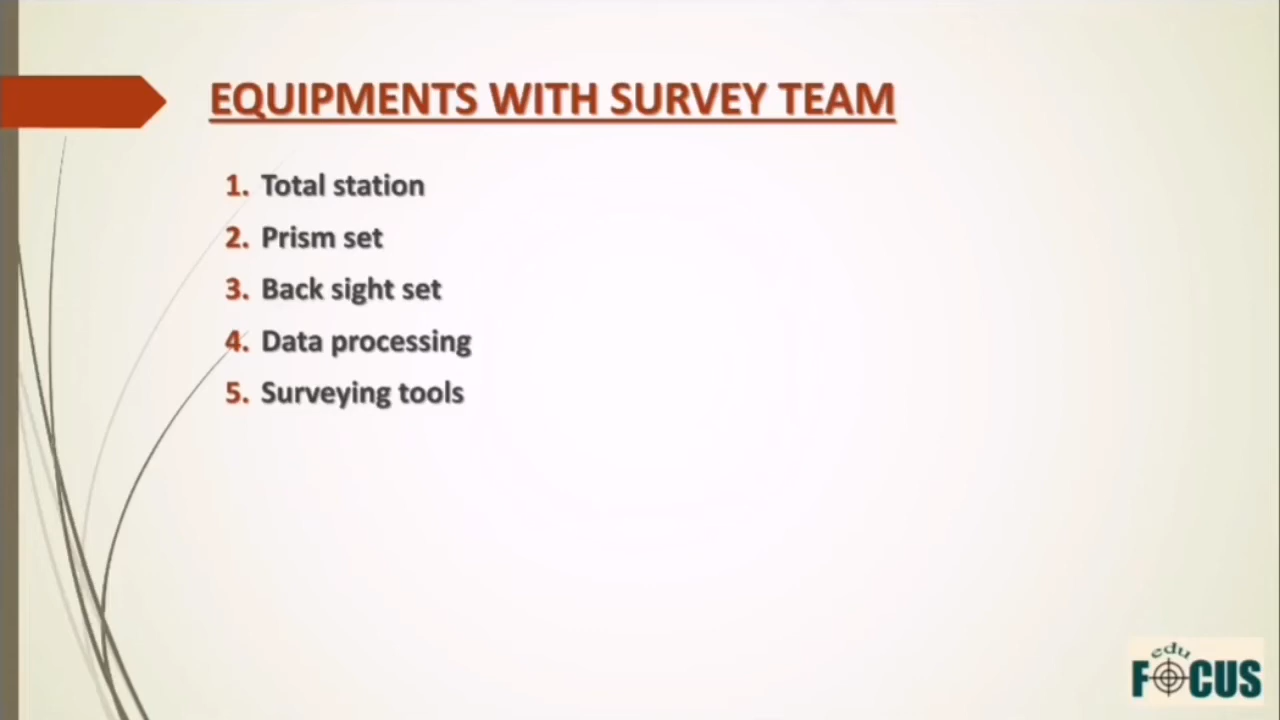 EQUIPMENTS WITH SURVEY TEAM
1. Total station
2. Prism set
3. Back sight set
4. Data processing
5. Surveying tools
edu
FOCUS